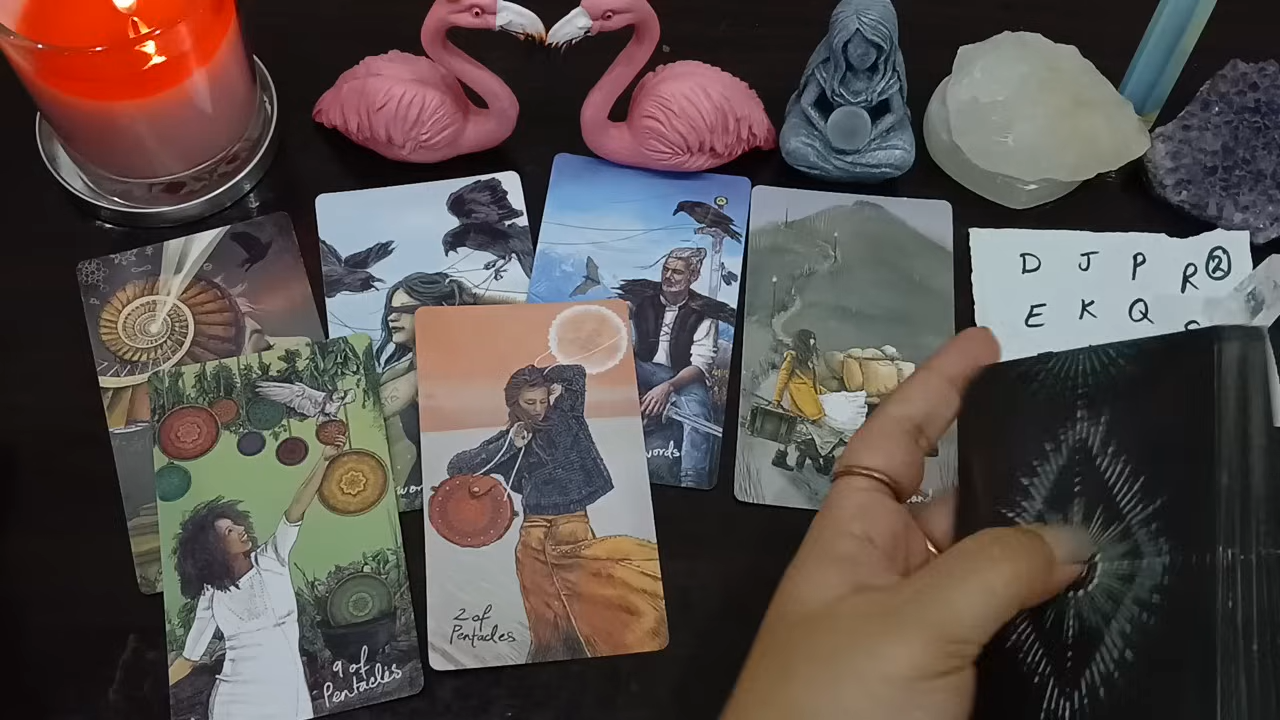 D J P R ②
E K Q
words
9 of
Pentacles
2 of
Pentacles